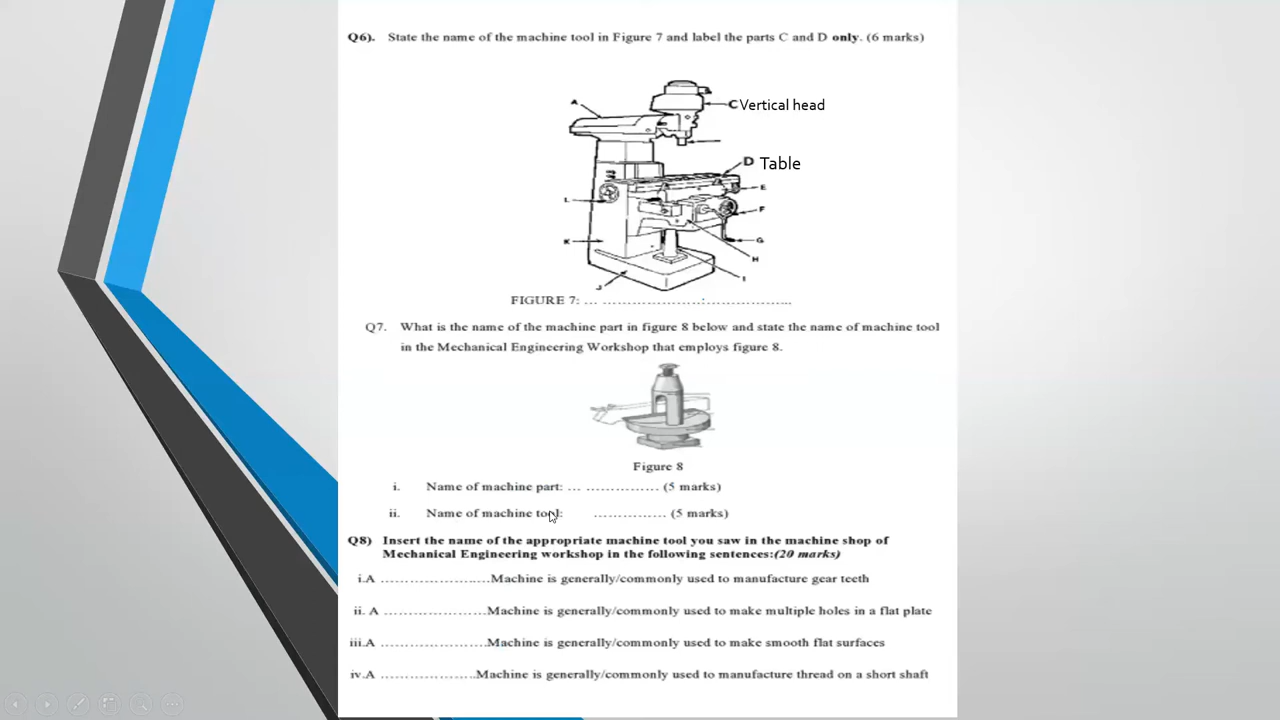 Q6). State the name of the machine tool in Figure 7 and label the parts C and D only. (6 marks)
A
C Vertical head
D Table
E
L
F
K
G
H
I
J
FIGURE 7: ... ........................:...................
Q7. What is the name of the machine part in figure 8 below and state the name of machine tool
in the Mechanical Engineering Workshop that employs figure 8.
Figure 8
i. Name of machine part: ... ............... (5 marks)
ii. Name of machine tool: ............... (5 marks)
Q8) Insert the name of the appropriate machine tool you saw in the machine shop of
Mechanical Engineering workshop in the following sentences:(20 marks)
i.A .......................Machine is generally/commonly used to manufacture gear teeth
ii. A ......................Machine is generally/commonly used to make multiple holes in a flat plate
iii.A .......................Machine is generally/commonly used to make smooth flat surfaces
iv.A ....................Machine is generally/commonly used to manufacture thread on a short shaft